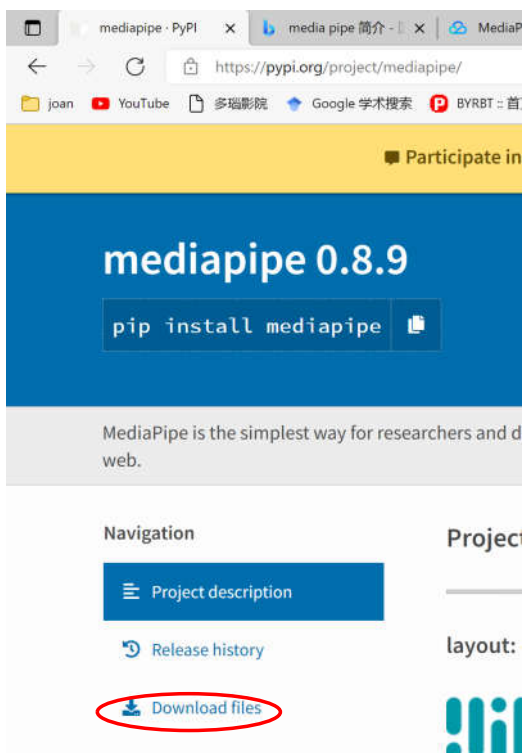 mediapipe · PyPI
media pipe 简介 -
MediaP
https://pypi.org/project/mediapipe/
joan YouTube 多瑙影院 Google 学术搜索 BYRBT :: 首
Participate in
mediapipe 0.8.9
pip install mediapipe
MediaPipe is the simplest way for researchers and d
web.
Navigation
Project
Project description
Release history
layout:
Download files